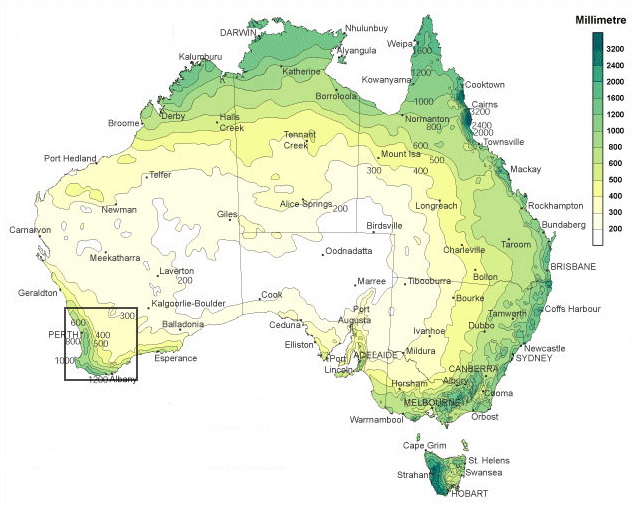 Millimetre
3200
2400
2000
1600
1200
1000
800
600
500
400
300
200
DARWIN
Nhulunbuy
Alyangula
Weipa
1600
Kalumburu
Katherine
Kowanyama
1200
Cooktown
Borroloola
1000
Cairns
3200
Derby
Broome
Halls
Creek
Normanton
800
2400
2000
Tennant
Creek
Townsville
600
Mount Isa
500
Port Hedland
300
400
Mackay
Telfer
Newman
Alice Springs
200
Longreach
Rockhampton
Giles
Birdsville
Bundaberg
Carnarvon
Meekatharra
Oodnadatta
Charleville
Taroom
Laverton
200
BRISBANE
Bollon
Marree
Tibooburra
Geraldton
Kalgoorlie-Boulder
Cook
Bourke
Coffs Harbour
300
Port
Augusta
Tamworth
600
PERTH
400
Balladonia
Ceduna
Ivanhoe
Dubbo
800
500
Elliston
Newcastle
SYDNEY
1000
Esperance
Port
Lincoln
ADELAIDE
Mildura
CANBERRA
1200
Albany
Horsham
Albury
Cooma
MELBOURNE
Warrnambool
Orbost
Cape Grim
St. Helens
Strahan
Swansea
HOBART